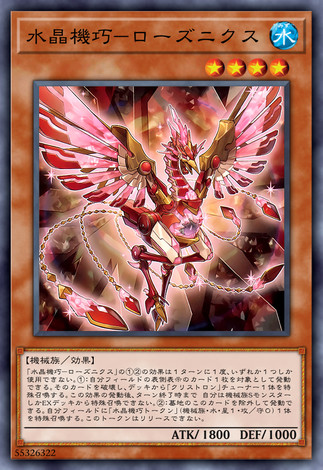 水晶機巧－ローズニクス
水
【機械族／効果】
「水晶機巧-ローズニクス」の①②の効果は１ターンに１度、いずれか１つしか
使用できない。①：自分フィールドの表側表示のカード１枚を対象として発動
できる。そのカードを破壊し、デッキから「クリストロン」チューナー１体を特
殊召喚する。この効果の発動後、ターン終了時まで 自分は機械族Ｓモンスター
しかＥＸデッキから特殊召喚できない。②：墓地のこのカードを除外して発動で
きる。自分フィールドに「水晶機巧トークン」（機械族・水・星１・攻／守０）１体
を特殊召喚する。このトークンはリリースできない。
ATK/ 1800 DEF/1000
55326322